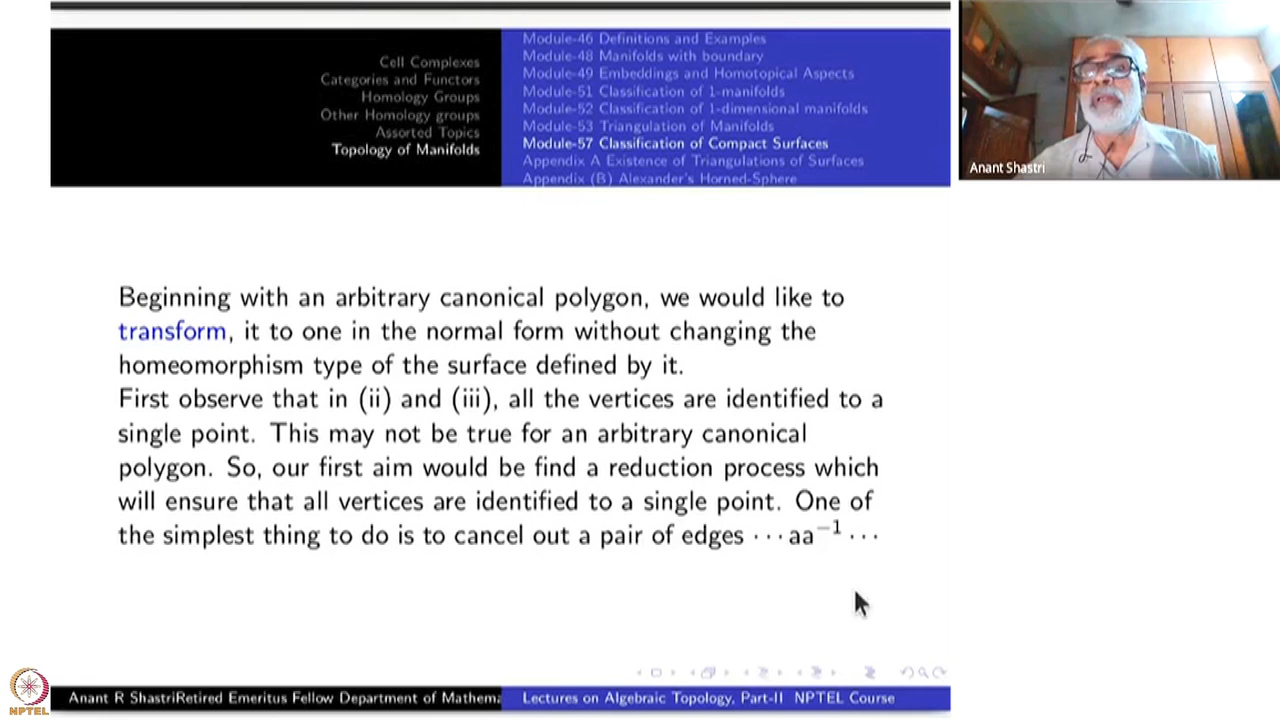 Cell Complexes
Categories and Functors
Homology Groups
Other Homology groups
Assorted Topics
Topology of Manifolds
Module-46 Definitions and Examples
Module-48 Manifolds with boundary
Module-49 Embeddings and Homotopical Aspects
Module-51 Classification of 1-manifolds
Module-52 Classification of 1-dimensional manifolds
Module-53 Triangulation of Manifolds
Module-57 Classification of Compact Surfaces
Appendix A Existence of Triangulations of Surfaces
Appendix (B) Alexander's Horned-Sphere
Anant Shastri
Beginning with an arbitrary canonical polygon, we would like to
transform, it to one in the normal form without changing the
homeomorphism type of the surface defined by it.
First observe that in (ii) and (iii), all the vertices are identified to a
single point. This may not be true for an arbitrary canonical
polygon. So, our first aim would be find a reduction process which
will ensure that all vertices are identified to a single point. One of
the simplest thing to do is to cancel out a pair of edges ⋯aa⁻¹⋯
NPTEL
Anant R ShastriRetired Emeritus Fellow Department of Mathema
Lectures on Algebraic Topology, Part-II NPTEL Course